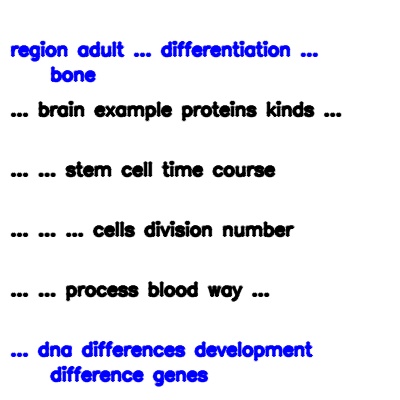 region adult ... differentiation ...
bone
... brain example proteins kinds ...
... ... stem cell time course
... ... ... cells division number
... ... process blood way ...
... dna differences development
difference genes